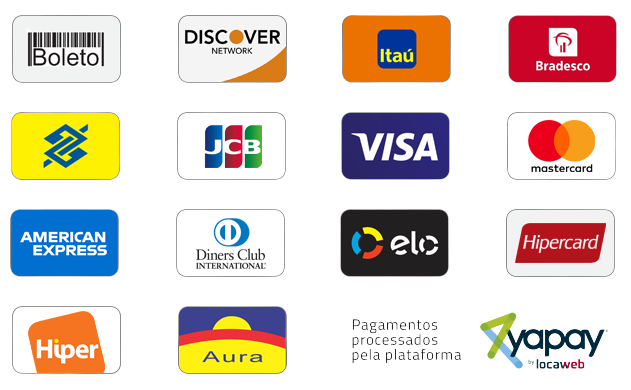 Boleto
DISCOVER
NETWORK
Itaú
Bradesco
JCB
VISA
mastercard
AMERICAN
EXPRESS
Diners Club
INTERNATIONAL®
elo
Hipercard
Hiper
Aura
Pagamentos
processados
pela plataforma
yapay®
by locaweb